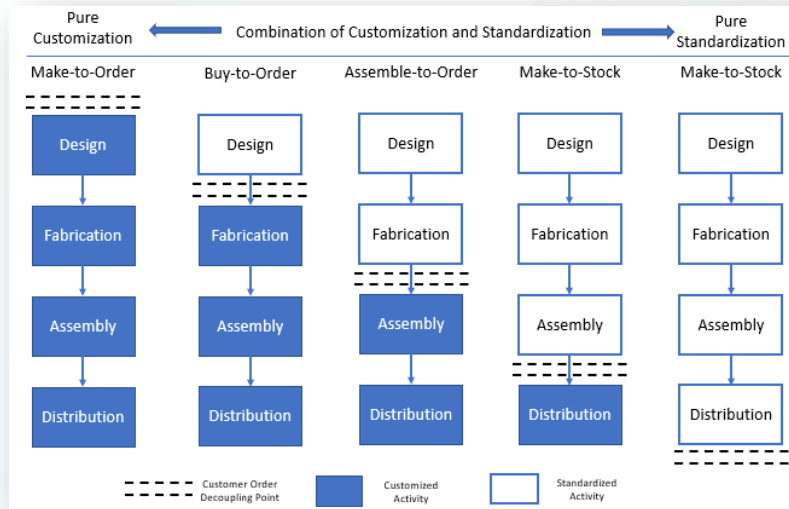 Pure
Customization
Combination of Customization and Standardization
Pure
Standardization
Make-to-Order
Buy-to-Order
Assemble-to-Order
Make-to-Stock
Make-to-Stock
Design
Design
Design
Design
Design
Fabrication
Fabrication
Fabrication
Fabrication
Fabrication
Assembly
Assembly
Assembly
Assembly
Assembly
Distribution
Distribution
Distribution
Distribution
Distribution
Customer Order
Decoupling Point
Customized
Activity
Standardized
Activity